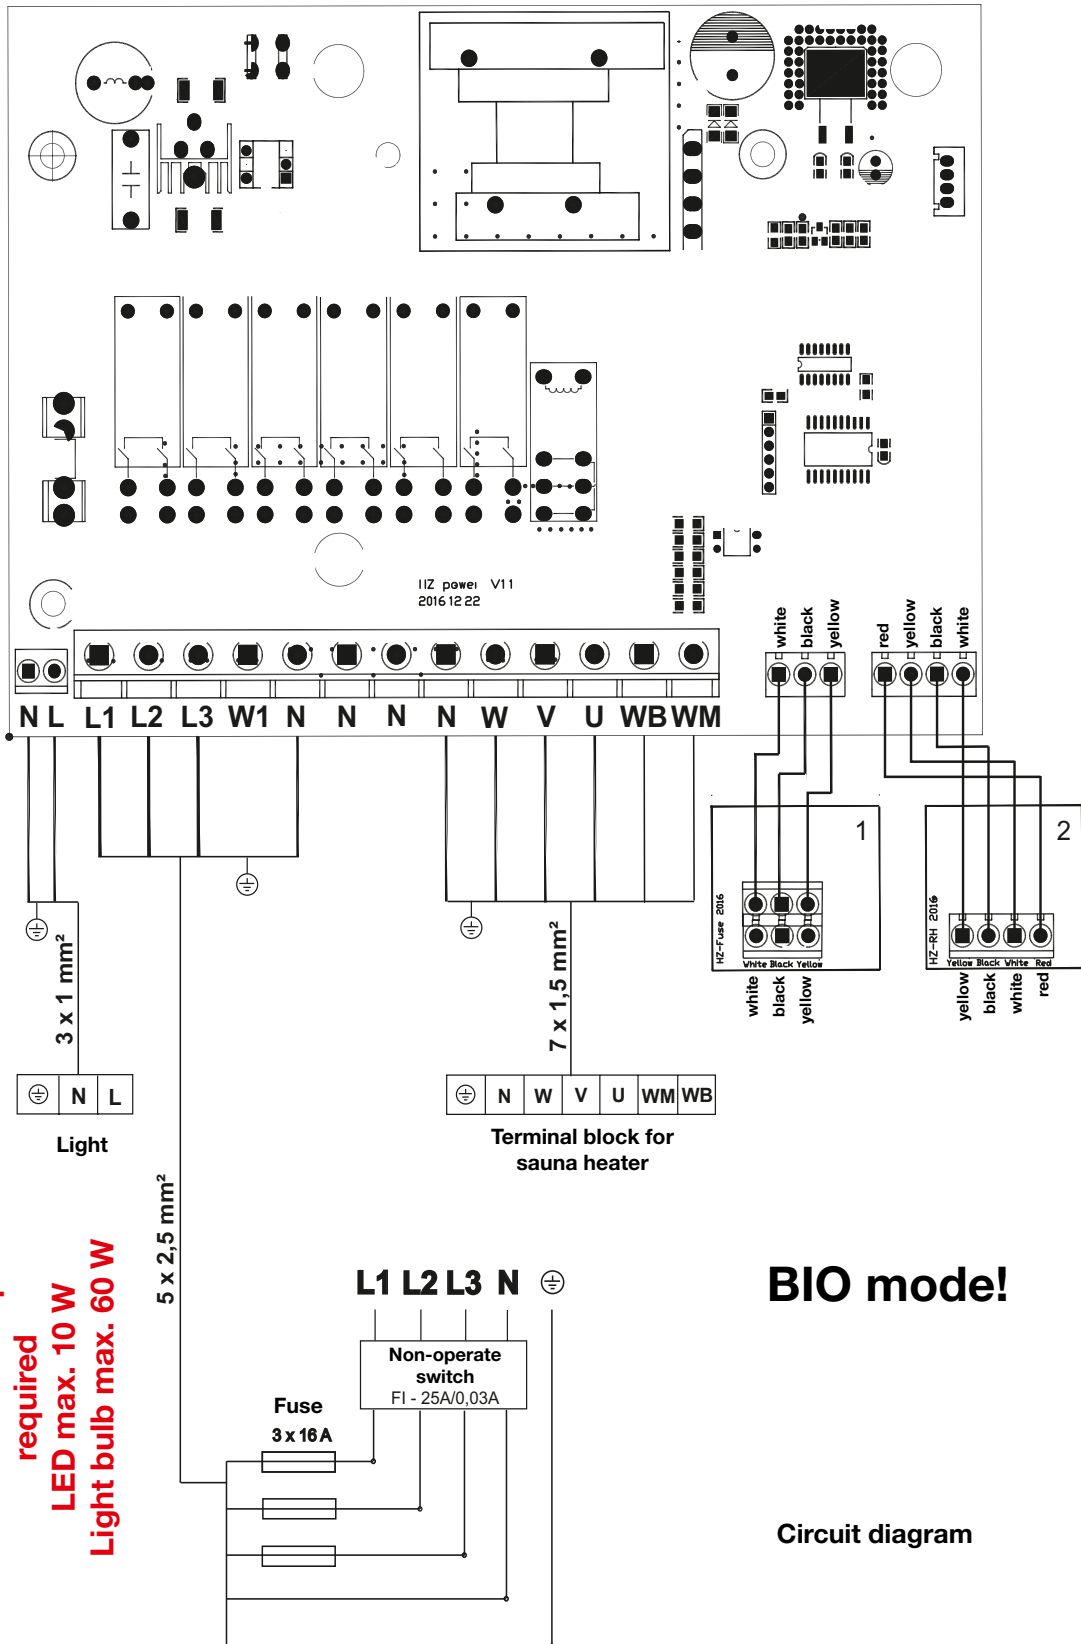 IIZ power V11
2016 12 22
white
black
yellow
red
yellow
black
white
N L L1 L2 L3 W1 N N N N W V U WB WM
1
2
HZ-Fuse 2016
White Black Yellow
white
black
yellow
HZ-RH 2016
Yellow Black White Red
yellow
black
white
red
3 x 1 mm²
7 x 1,5 mm²
N L
Light
N W V U WM WB
Terminal block for
sauna heater
5 x 2,5 mm²
required
LED max. 10 W
Light bulb max. 60 W
L1 L2 L3 N
Non-operate
switch
FI - 25A/0,03A
Fuse
3 x 16 A
BIO mode!
Circuit diagram